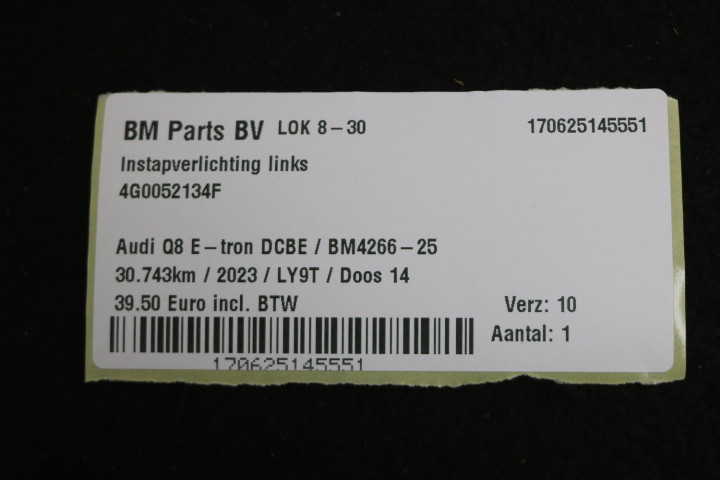 BM Parts BV LOK 8-30 170625145551
Instapverlichting links
4G0052134F
Audi Q8 E-tron DCBE / BM4266-25
30.743km / 2023 / LY9T / Doos 14
39.50 Euro incl. BTW Verz: 10
Aantal: 1
170625145551